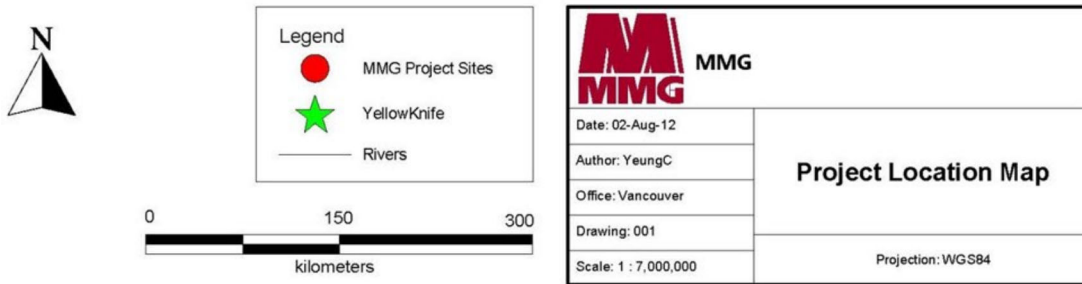 N
Legend
MMG Project Sites
YellowKnife
Rivers
0 150 300
kilometers
MMG
MMG
Date: 02-Aug-12
Author: YeungC
Office: Vancouver
Drawing: 001
Scale: 1 : 7,000,000
Project Location Map
Projection: WGS84